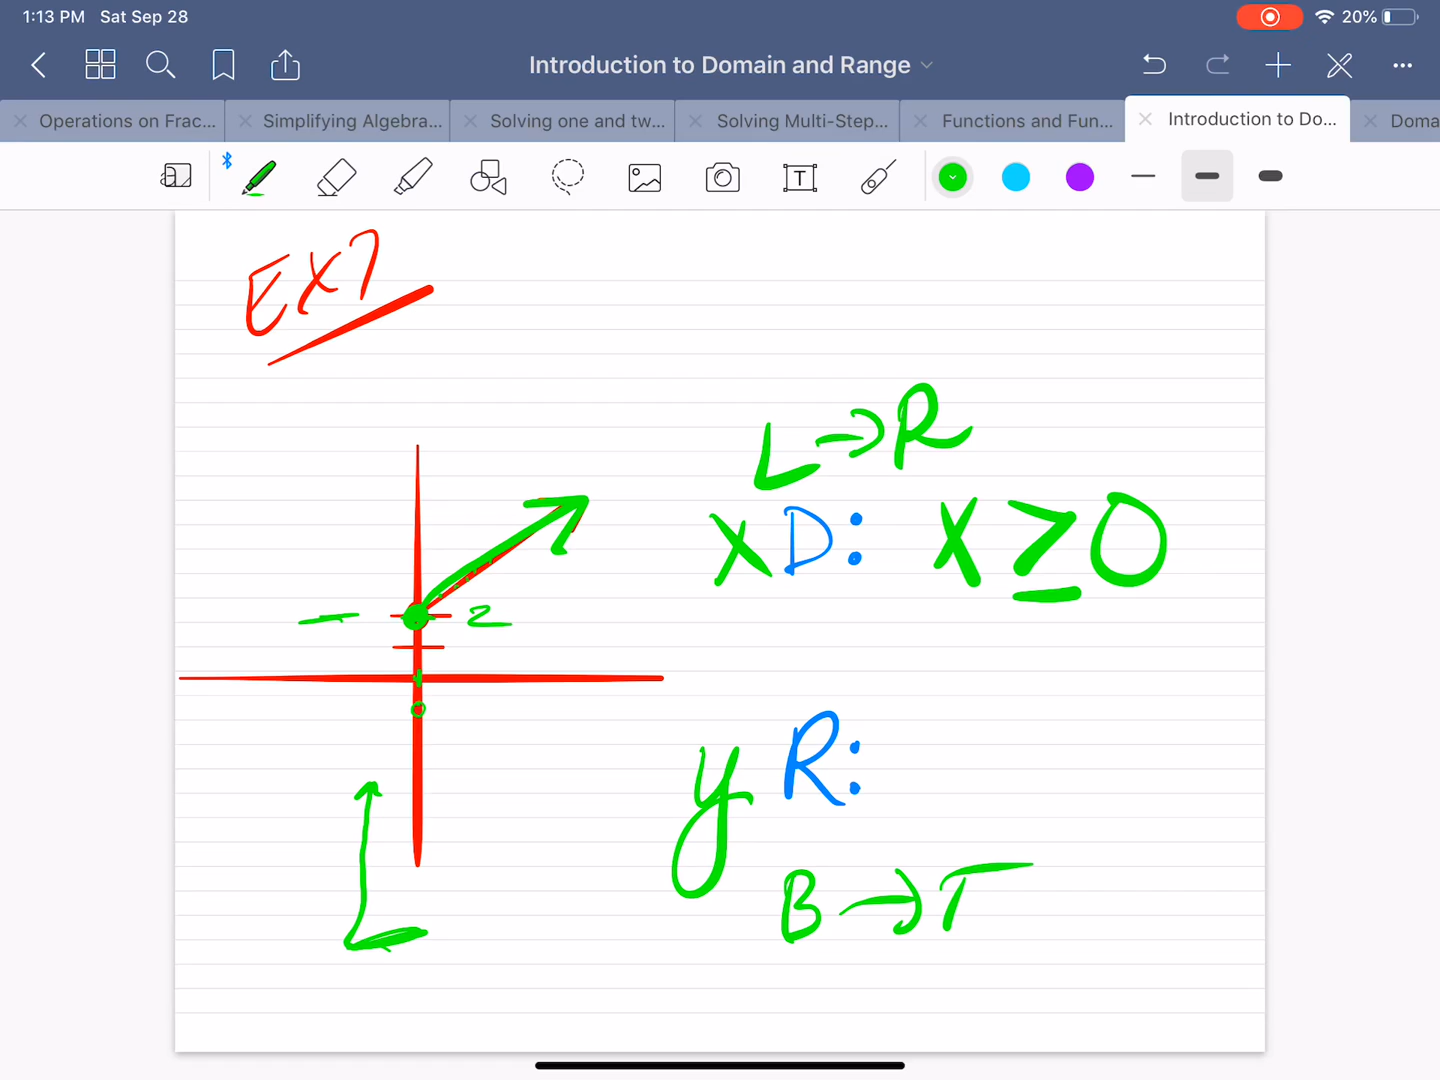 1:13 PM Sat Sep 28
20%
Introduction to Domain and Range
Operations on Frac...
Simplifying Algebra...
Solving one and tw...
Solving Multi-Step...
Functions and Fun...
Introduction to Do...
Doma
a
T
EX7
L → R
x D: x ≥ 0
2
0
y R:
B → T